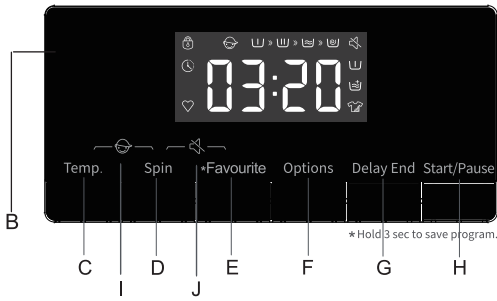 03:20
Temp. Spin *Favourite Options Delay End Start/Pause
B
* Hold 3 sec to save program.
C D E F G H
I J